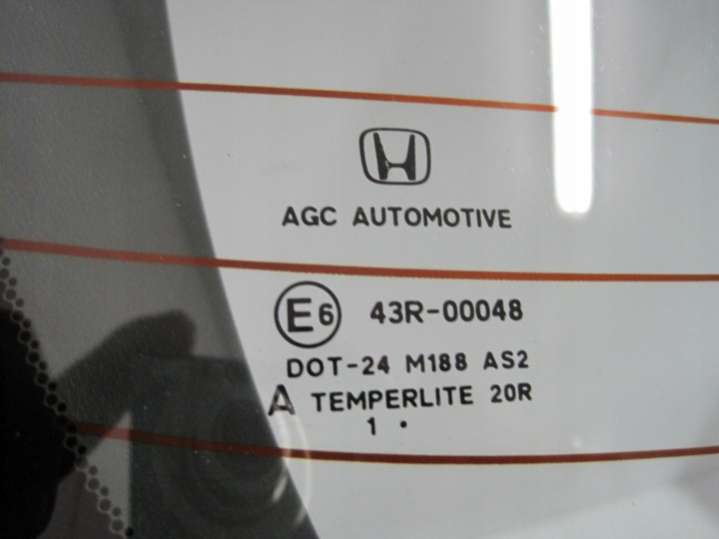 AGC AUTOMOTIVE
E6 43R-00048
DOT-24 M188 AS2
A TEMPERLITE 20R
1 •